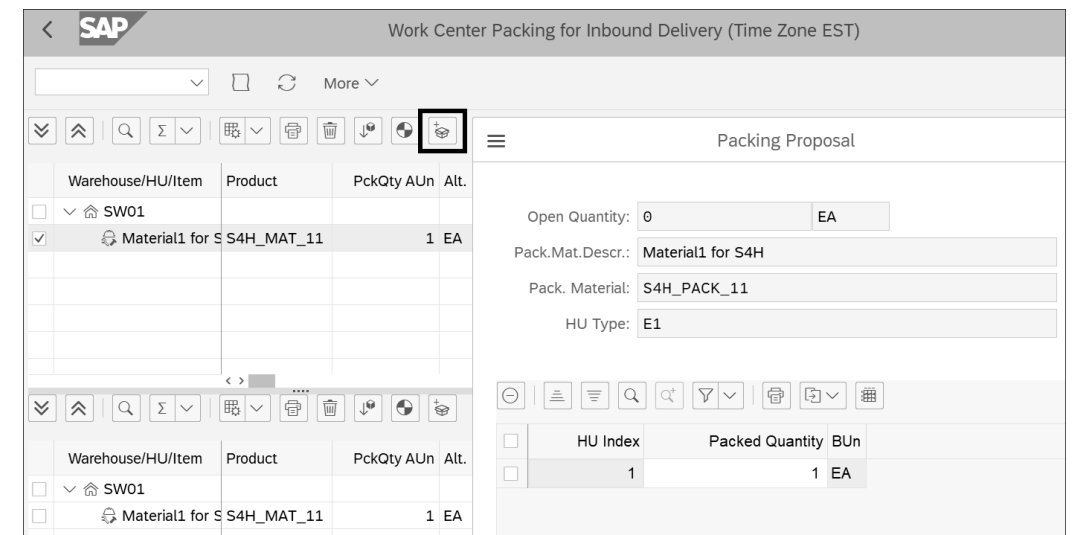 SAP
Work Center Packing for Inbound Delivery (Time Zone EST)
More
Packing Proposal
Warehouse/HU/Item Product PckQty AUn Alt.
SW01
Material1 for S S4H_MAT_11 1 EA
Open Quantity: 0 EA
Pack.Mat.Descr.: Material1 for S4H
Pack. Material: S4H_PACK_11
HU Type: E1
Warehouse/HU/Item Product PckQty AUn Alt.
SW01
Material1 for S S4H_MAT_11 1 EA
HU Index Packed Quantity BUn
1 1 EA